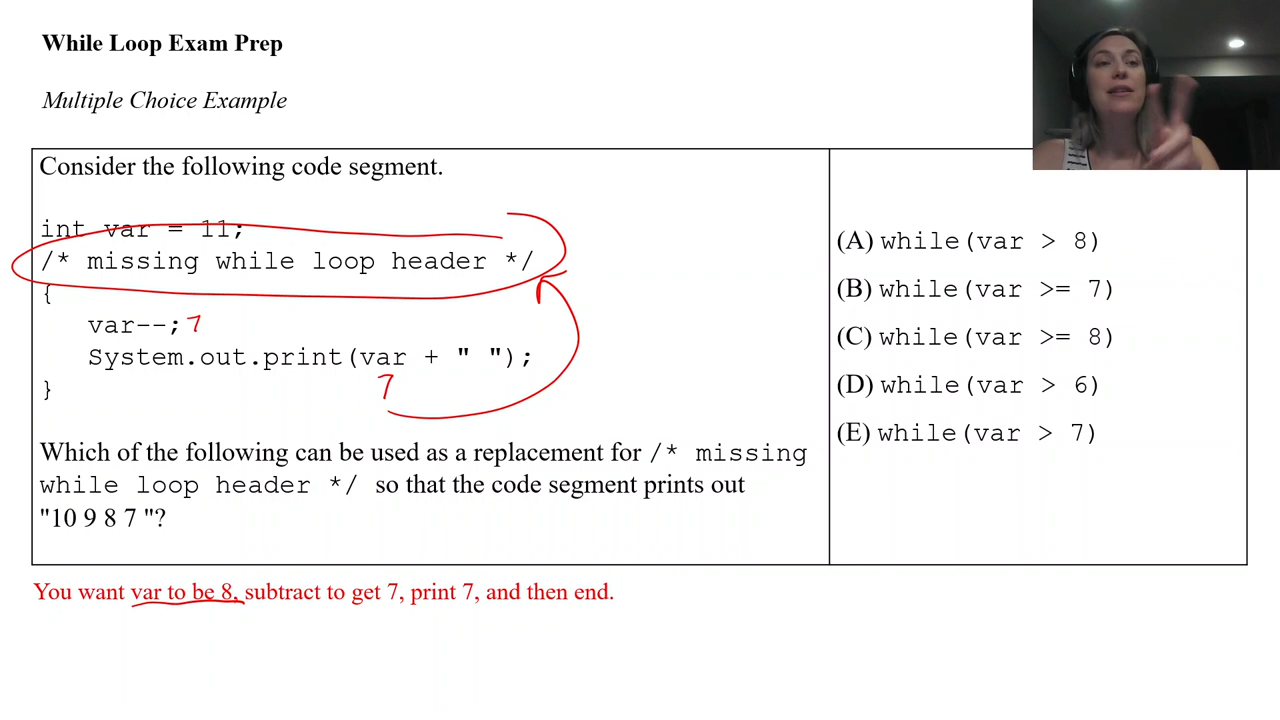 While Loop Exam Prep
Multiple Choice Example
Consider the following code segment.
int var = 11;
/* missing while loop header */
{
var--; 7
System.out.print(var + " ");
7
}
Which of the following can be used as a replacement for /* missing
while loop header */ so that the code segment prints out
"10 9 8 7 "?
(A) while(var > 8)
(B) while(var >= 7)
(C) while(var >= 8)
(D) while(var > 6)
(E) while(var > 7)
You want var to be 8, subtract to get 7, print 7, and then end.